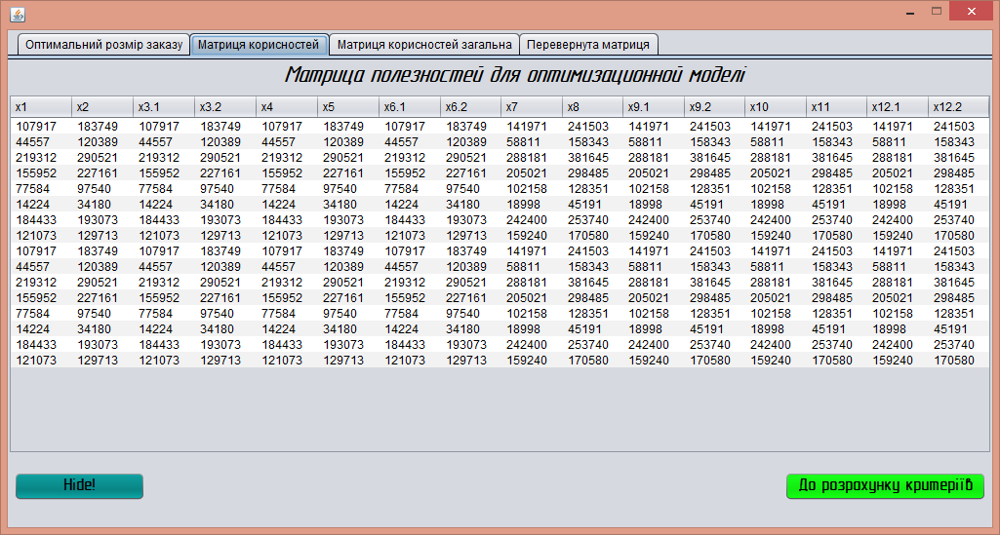 Оптимальний розмір заказу Матриця корисностей Матриця корисностей загальна Перевернута матриця
Матрица полезностей для оптимизационной моделі
x1 x2 x3.1 x3.2 x4 x5 x6.1 x6.2 x7 x8 x9.1 x9.2 x10 x11 x12.1 x12.2
107917 183749 107917 183749 107917 183749 107917 183749 141971 241503 141971 241503 141971 241503 141971 241503
44557 120389 44557 120389 44557 120389 44557 120389 58811 158343 58811 158343 58811 158343 58811 158343
219312 290521 219312 290521 219312 290521 219312 290521 288181 381645 288181 381645 288181 381645 288181 381645
155952 227161 155952 227161 155952 227161 155952 227161 205021 298485 205021 298485 205021 298485 205021 298485
77584 97540 77584 97540 77584 97540 77584 97540 102158 128351 102158 128351 102158 128351 102158 128351
14224 34180 14224 34180 14224 34180 14224 34180 18998 45191 18998 45191 18998 45191 18998 45191
184433 193073 184433 193073 184433 193073 184433 193073 242400 253740 242400 253740 242400 253740 242400 253740
121073 129713 121073 129713 121073 129713 121073 129713 159240 170580 159240 170580 159240 170580 159240 170580
107917 183749 107917 183749 107917 183749 107917 183749 141971 241503 141971 241503 141971 241503 141971 241503
44557 120389 44557 120389 44557 120389 44557 120389 58811 158343 58811 158343 58811 158343 58811 158343
219312 290521 219312 290521 219312 290521 219312 290521 288181 381645 288181 381645 288181 381645 288181 381645
155952 227161 155952 227161 155952 227161 155952 227161 205021 298485 205021 298485 205021 298485 205021 298485
77584 97540 77584 97540 77584 97540 77584 97540 102158 128351 102158 128351 102158 128351 102158 128351
14224 34180 14224 34180 14224 34180 14224 34180 18998 45191 18998 45191 18998 45191 18998 45191
184433 193073 184433 193073 184433 193073 184433 193073 242400 253740 242400 253740 242400 253740 242400 253740
121073 129713 121073 129713 121073 129713 121073 129713 159240 170580 159240 170580 159240 170580 159240 170580
Hide! До розрохунку критеріїв